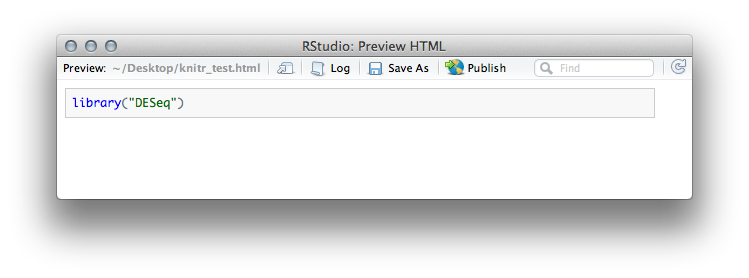 RStudio: Preview HTML
Preview: ~/Desktop/knitr_test.html Log Save As Publish Find
library("DESeq")